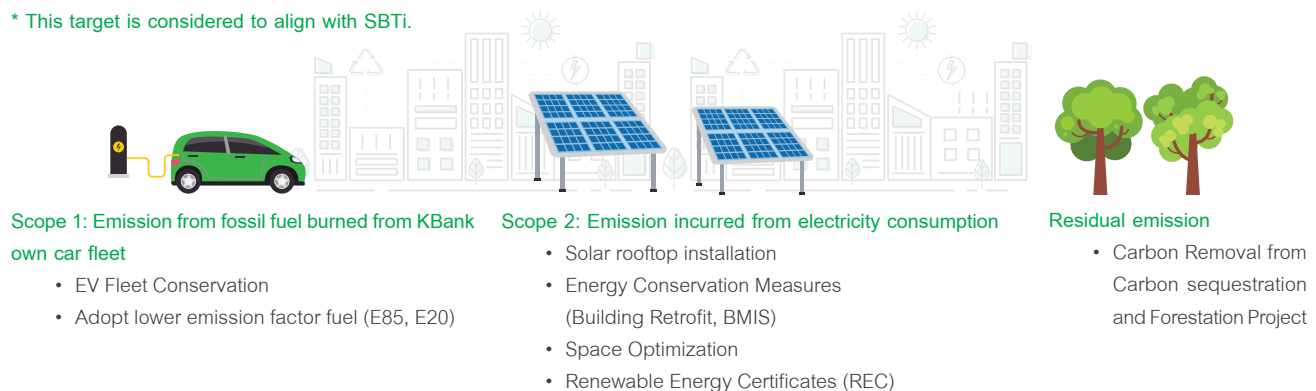 * This target is considered to align with SBTi.
Scope 1: Emission from fossil fuel burned from KBank
own car fleet
• EV Fleet Conservation
• Adopt lower emission factor fuel (E85, E20)
Scope 2: Emission incurred from electricity consumption
• Solar rooftop installation
• Energy Conservation Measures
(Building Retrofit, BMIS)
• Space Optimization
• Renewable Energy Certificates (REC)
Residual emission
• Carbon Removal from
Carbon sequestration
and Forestation Project